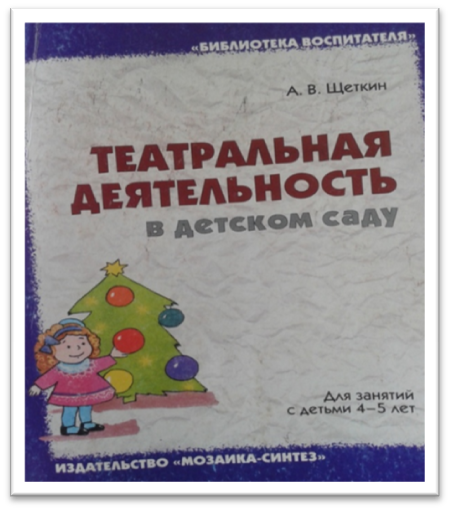 «БИБЛИОТЕКА ВОСПИТАТЕЛЯ»
А. В. Щеткин
ТЕАТРАЛЬНАЯ
ДЕЯТЕЛЬНОСТЬ
в детском саду
Для занятий
с детьми 4–5 лет
ИЗДАТЕЛЬСТВО «МОЗАИКА-СИНТЕЗ»